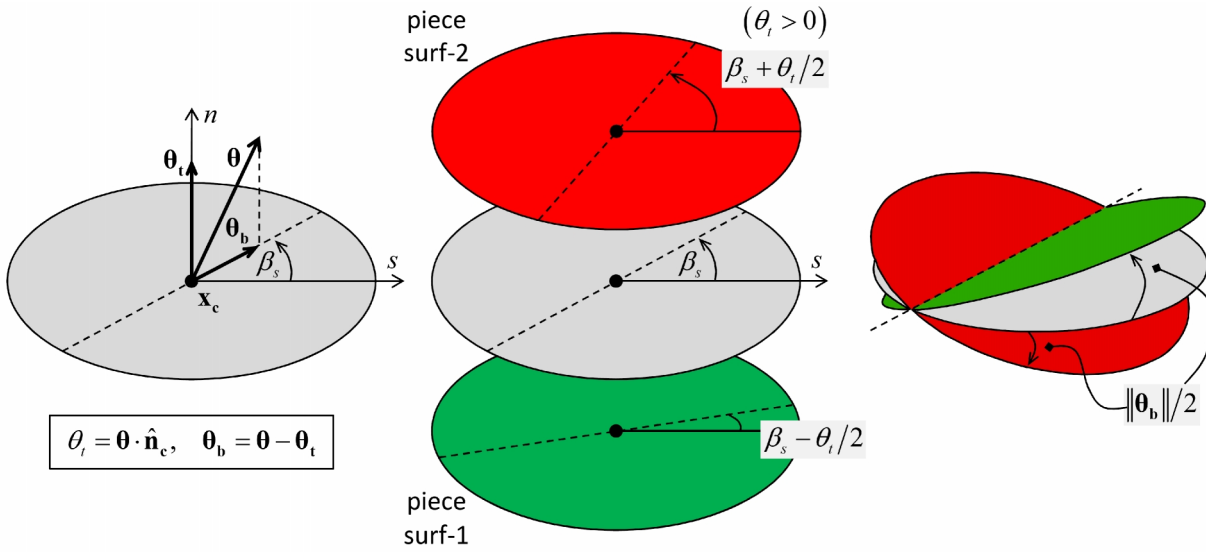 n
θ_t
θ
θ_b
β_s
s
x_c
θ_t = θ · n̂_c, θ_b = θ − θ_t
piece
surf-2
(θ_t > 0)
β_s + θ_t/2
β_s
s
β_s − θ_t/2
piece
surf-1
‖θ_b‖/2